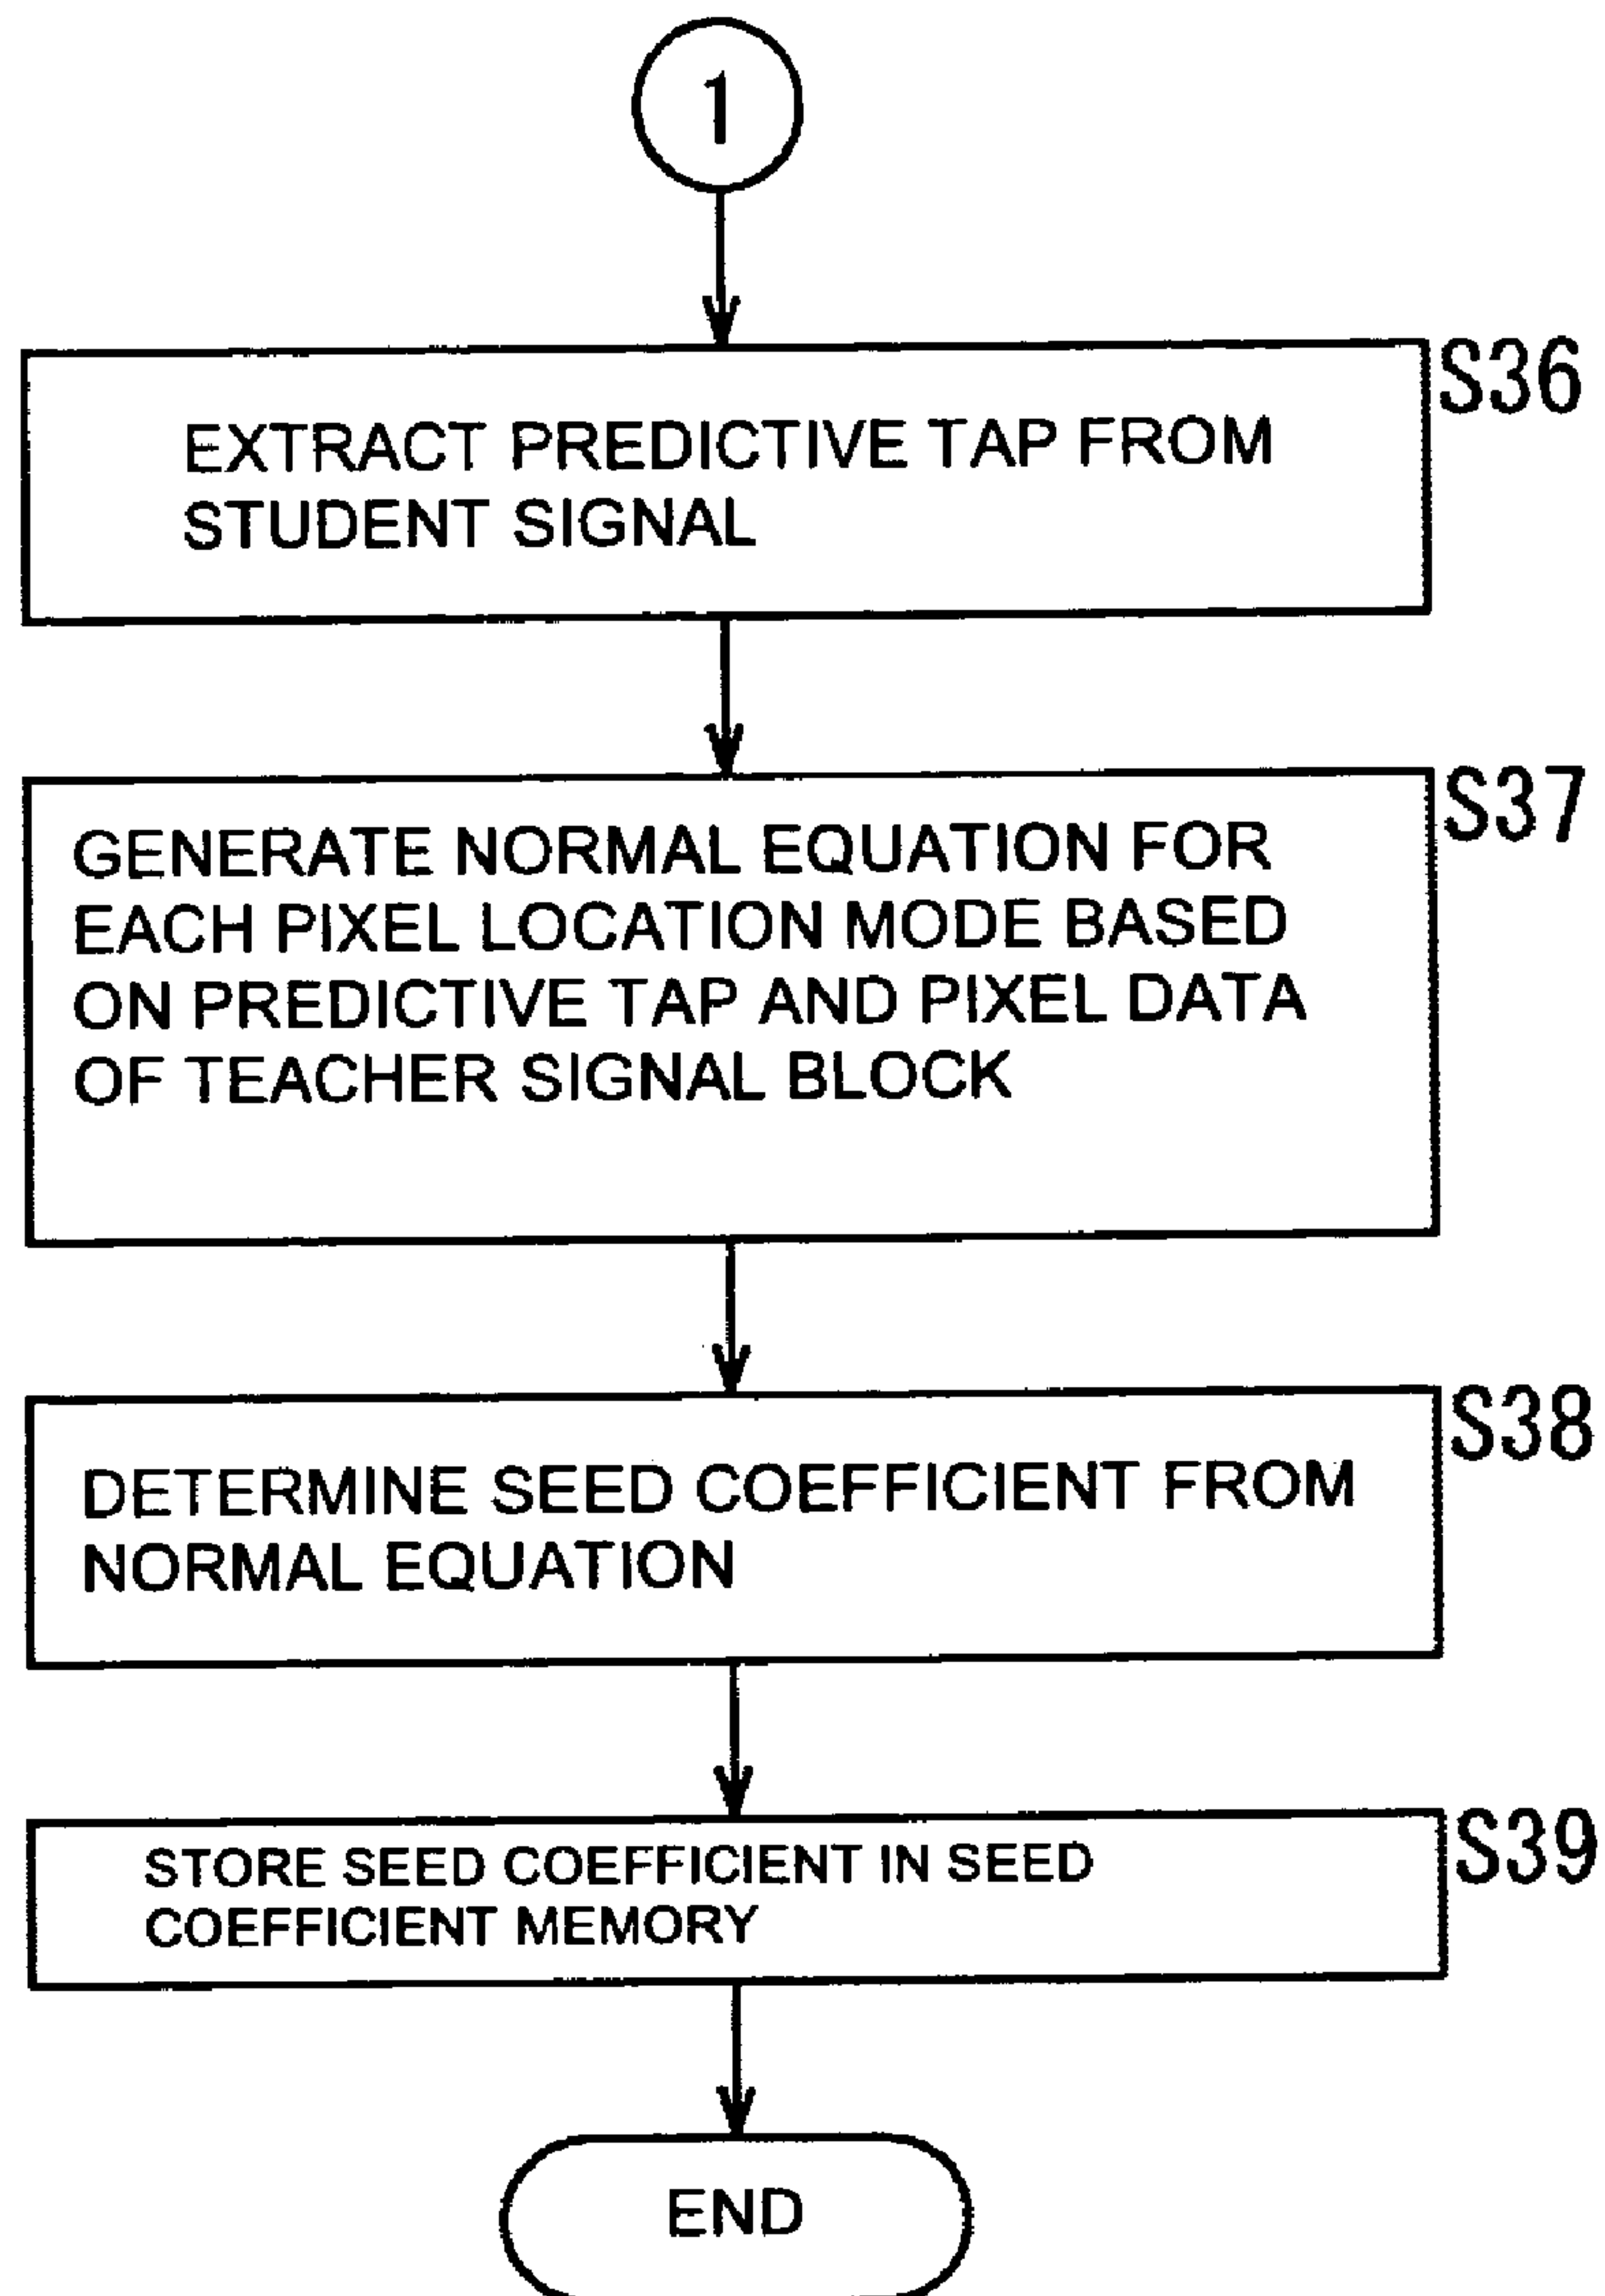 1
S36
EXTRACT PREDICTIVE TAP FROM
STUDENT SIGNAL
S37
GENERATE NORMAL EQUATION FOR
EACH PIXEL LOCATION MODE BASED
ON PREDICTIVE TAP AND PIXEL DATA
OF TEACHER SIGNAL BLOCK
S38
DETERMINE SEED COEFFICIENT FROM
NORMAL EQUATION
S39
STORE SEED COEFFICIENT IN SEED
COEFFICIENT MEMORY
END